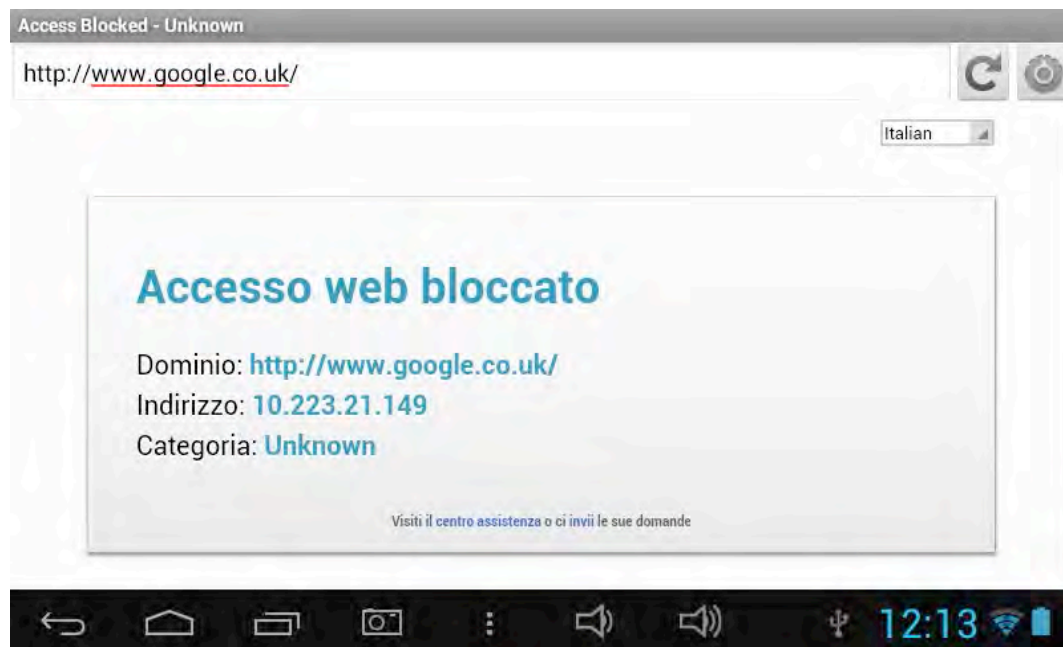 Access Blocked - Unknown
http://www.google.co.uk/
Italian
Accesso web bloccato
Dominio: http://www.google.co.uk/
Indirizzo: 10.223.21.149
Categoria: Unknown
Visiti il centro assistenza o ci invii le sue domande
12:13